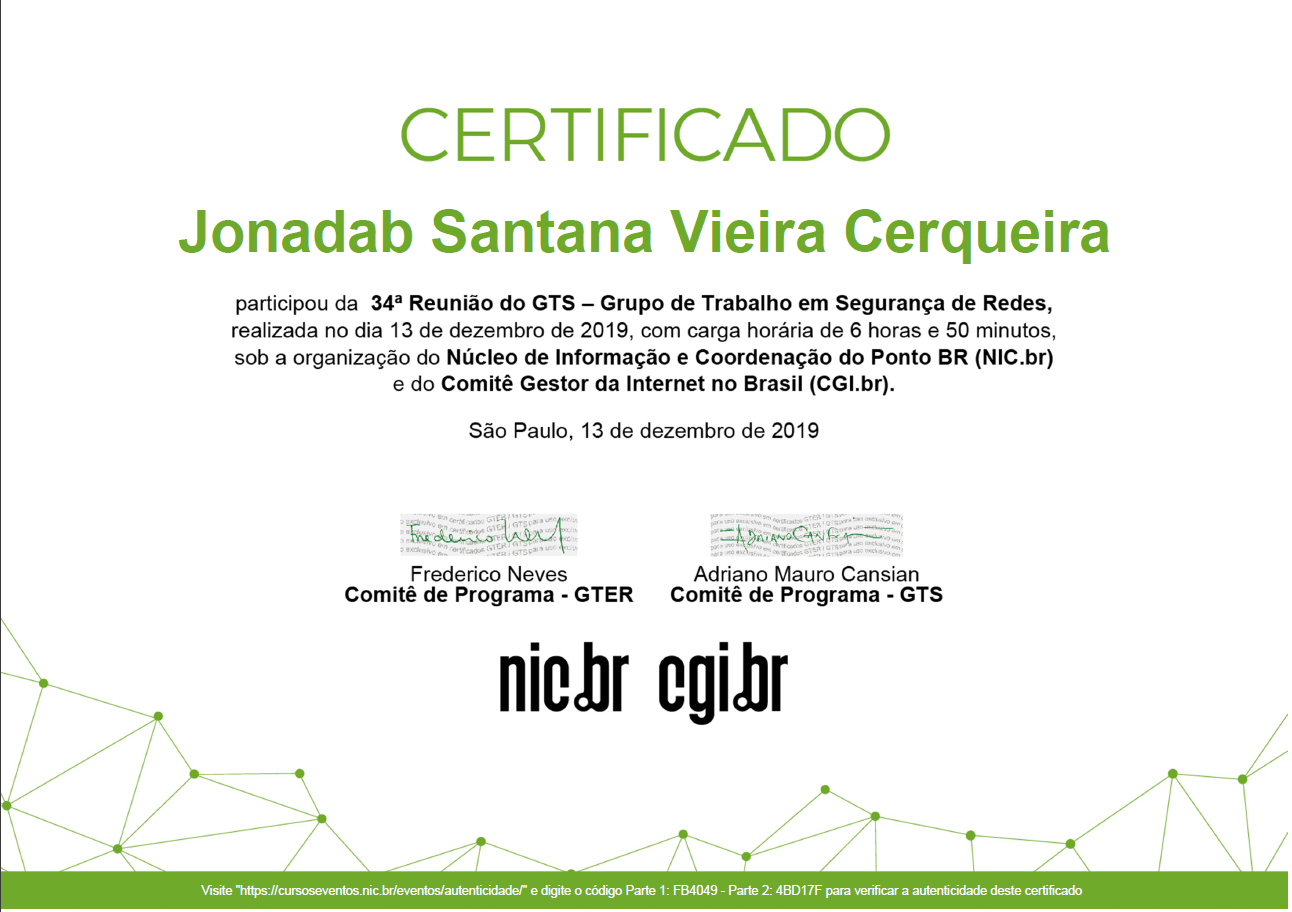 CERTIFICADO
Jonadab Santana Vieira Cerqueira
participou da 34ª Reunião do GTS – Grupo de Trabalho em Segurança de Redes,
realizada no dia 13 de dezembro de 2019, com carga horária de 6 horas e 50 minutos,
sob a organização do Núcleo de Informação e Coordenação do Ponto BR (NIC.br)
e do Comitê Gestor da Internet no Brasil (CGI.br).
São Paulo, 13 de dezembro de 2019
Frederico Neves
Comitê de Programa - GTER
Adriano Mauro Cansian
Comitê de Programa - GTS
nic.br cgi.br
Visite "https://cursoseventos.nic.br/eventos/autenticidade/" e digite o código Parte 1: FB4049 - Parte 2: 4BD17F para verificar a autenticidade deste certificado